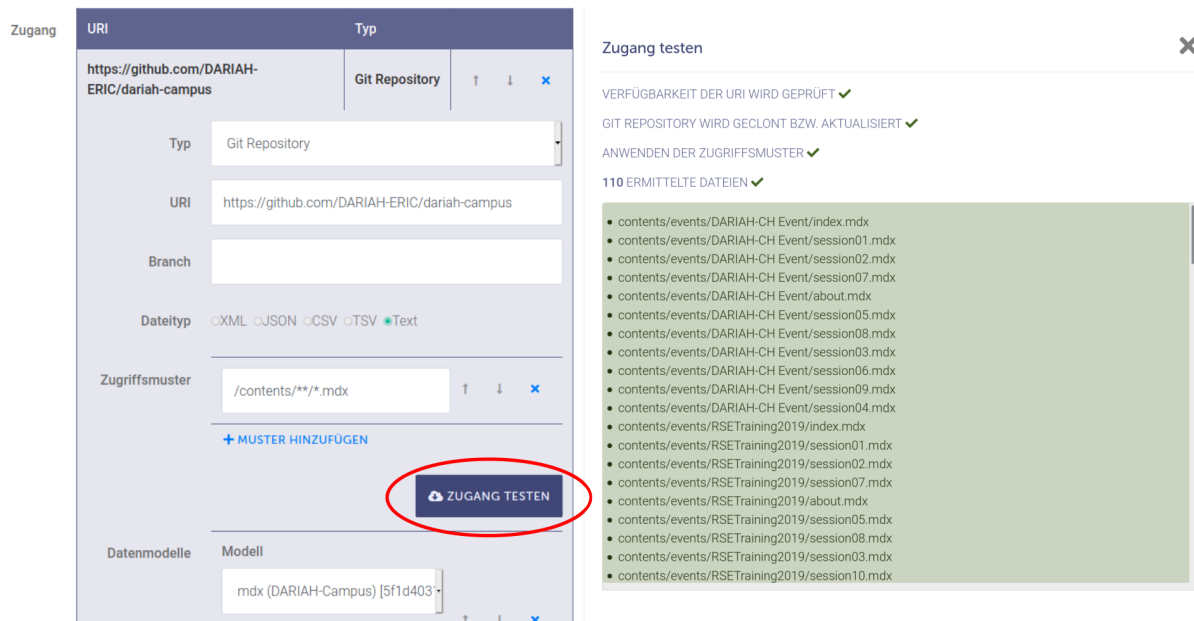 Zugang
URI Typ
https://github.com/DARIAH-
ERIC/dariah-campus
Git Repository
Typ Git Repository
URI https://github.com/DARIAH-ERIC/dariah-campus
Branch
Dateityp XML JSON CSV TSV Text
Zugriffsmuster /contents/**/*.mdx
+ MUSTER HINZUFÜGEN
ZUGANG TESTEN
Datenmodelle Modell
mdx (DARIAH-Campus) [5f1d403
Zugang testen
VERFÜGBARKEIT DER URI WIRD GEPRÜFT
GIT REPOSITORY WIRD GECLONT BZW. AKTUALISIERT
ANWENDEN DER ZUGRIFFSMUSTER
110 ERMITTELTE DATEIEN
contents/events/DARIAH-CH Event/index.mdx
contents/events/DARIAH-CH Event/session01.mdx
contents/events/DARIAH-CH Event/session02.mdx
contents/events/DARIAH-CH Event/session07.mdx
contents/events/DARIAH-CH Event/about.mdx
contents/events/DARIAH-CH Event/session05.mdx
contents/events/DARIAH-CH Event/session08.mdx
contents/events/DARIAH-CH Event/session03.mdx
contents/events/DARIAH-CH Event/session06.mdx
contents/events/DARIAH-CH Event/session09.mdx
contents/events/DARIAH-CH Event/session04.mdx
contents/events/RSETraining2019/index.mdx
contents/events/RSETraining2019/session01.mdx
contents/events/RSETraining2019/session02.mdx
contents/events/RSETraining2019/session07.mdx
contents/events/RSETraining2019/about.mdx
contents/events/RSETraining2019/session05.mdx
contents/events/RSETraining2019/session08.mdx
contents/events/RSETraining2019/session03.mdx
contents/events/RSETraining2019/session10.mdx